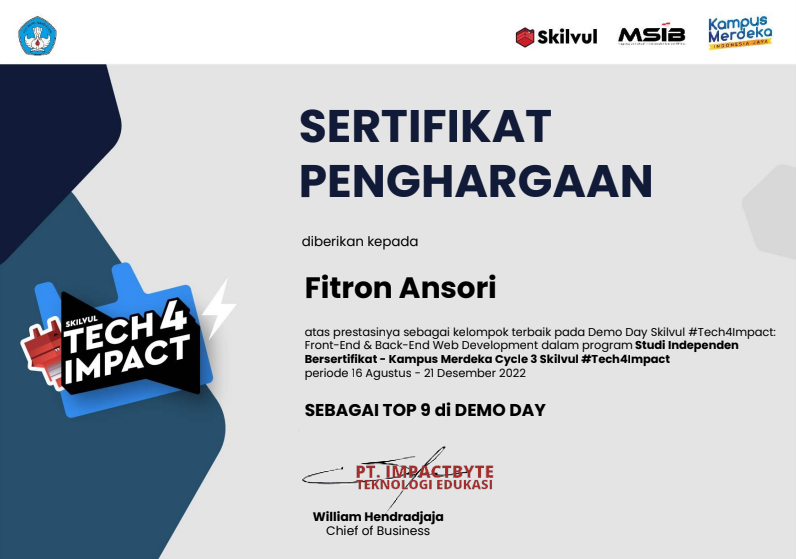 Skilvul
MSIB
Kampus
Merdeka
INDONESIA JAYA
SERTIFIKAT
PENGHARGAAN
diberikan kepada
Fitron Ansori
SKILVUL
TECH4
IMPACT
atas prestasinya sebagai kelompok terbaik pada Demo Day Skilvul #Tech4Impact:
Front-End & Back-End Web Development dalam program Studi Independen
Bersertifikat - Kampus Merdeka Cycle 3 Skilvul #Tech4Impact
periode 16 Agustus - 21 Desember 2022
SEBAGAI TOP 9 di DEMO DAY
PT. IMPACTBYTE
TEKNOLOGI EDUKASI
William Hendradjaja
Chief of Business